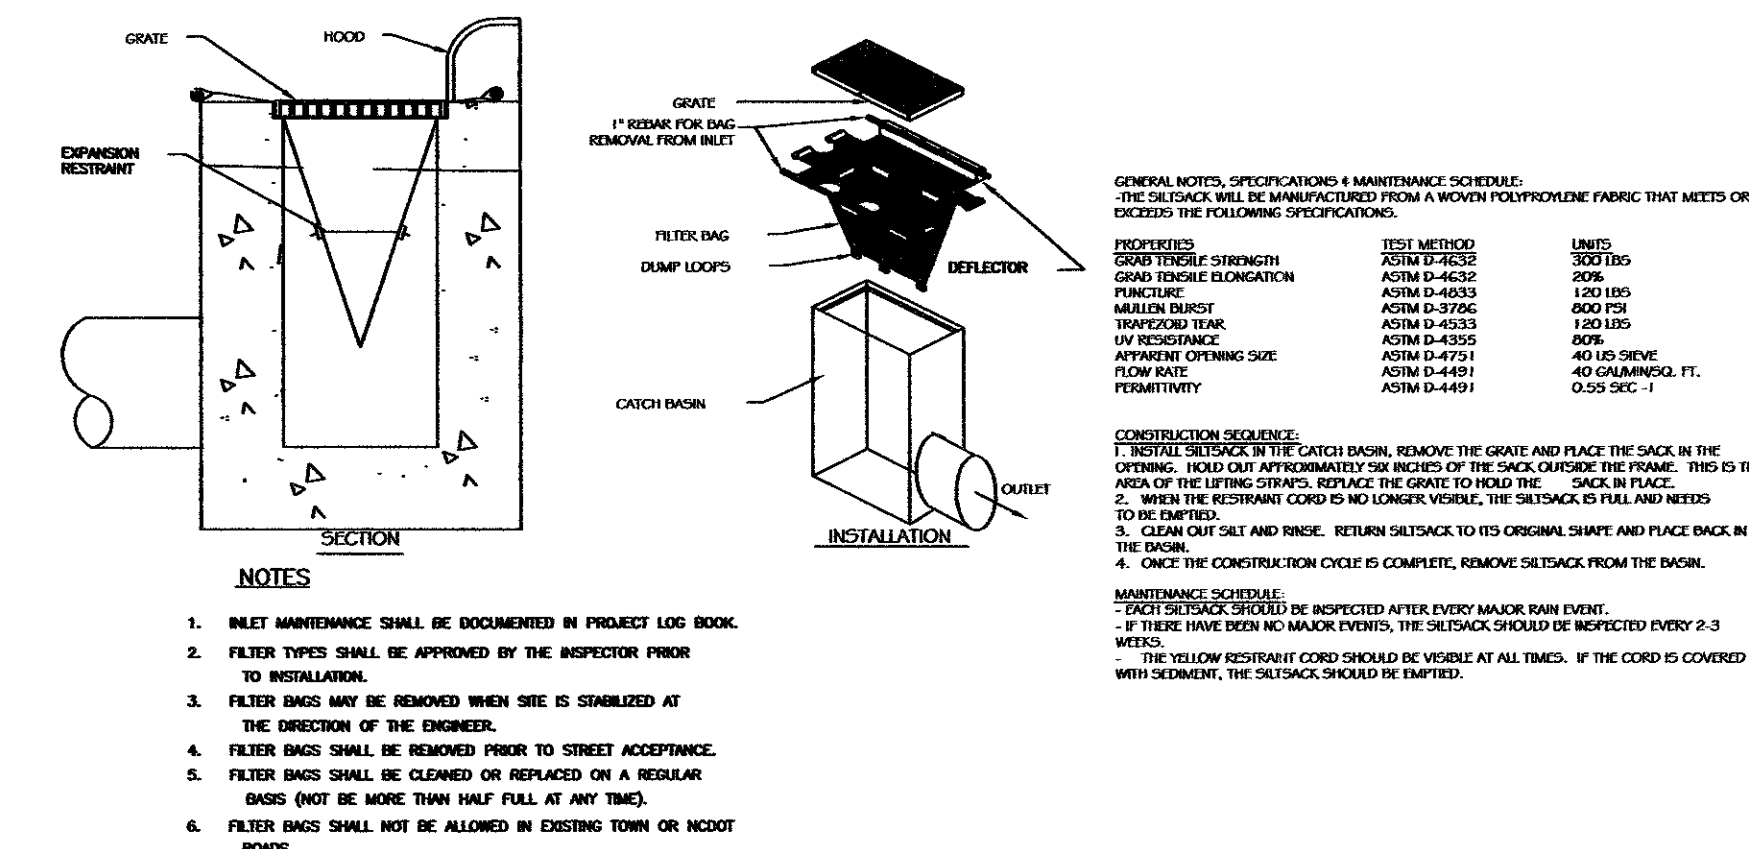 GRATE
HOOD
EXPANSION
RESTRAINT
SECTION
GRATE
1" REBAR FOR BAG
REMOVAL FROM INLET
FILTER BAG
DUMP LOOPS
DEFLECTOR
CATCH BASIN
OUTLET
INSTALLATION
NOTES
1. INLET MAINTENANCE SHALL BE DOCUMENTED IN PROJECT LOG BOOK.
2. FILTER TYPES SHALL BE APPROVED BY THE INSPECTOR PRIOR
TO INSTALLATION.
3. FILTER BAGS MAY BE REMOVED WHEN SITE IS STABILIZED AT
THE DIRECTION OF THE ENGINEER.
4. FILTER BAGS SHALL BE REMOVED PRIOR TO STREET ACCEPTANCE.
5. FILTER BAGS SHALL BE CLEANED OR REPLACED ON A REGULAR
BASIS (NOT BE MORE THAN HALF FULL AT ANY TIME).
6. FILTER BAGS SHALL NOT BE ALLOWED IN EXISTING TOWN OR NCDOT
GENERAL NOTES, SPECIFICATIONS & MAINTENANCE SCHEDULE:
-THE SILTSACK WILL BE MANUFACTURED FROM A WOVEN POLYPROYLENE FABRIC THAT MEETS OR
EXCEEDS THE FOLLOWING SPECIFICATIONS.
PROPERTIES TEST METHOD UNITS
GRAB TENSILE STRENGTH ASTM D-4632 300 LBS
GRAB TENSILE ELONGATION ASTM D-4632 20%
PUNCTURE ASTM D-4833 120 LBS
MULLEN BURST ASTM D-3786 800 PSI
TRAPEZOID TEAR ASTM D-4533 120 LBS
UV RESISTANCE ASTM D-4355 80%
APPARENT OPENING SIZE ASTM D-4751 40 US SIEVE
FLOW RATE ASTM D-4491 40 GAL/MIN/SQ. FT.
PERMITTIVITY ASTM D-4491 0.55 SEC -1
CONSTRUCTION SEQUENCE:
1. INSTALL SILTSACK IN THE CATCH BASIN, REMOVE THE GRATE AND PLACE THE SACK IN THE
OPENING. HOLD OUT APPROXIMATELY SIX INCHES OF THE SACK OUTSIDE THE FRAME. THIS IS
AREA OF THE LIFTING STRAPS. REPLACE THE GRATE TO HOLD THE SACK IN PLACE.
2. WHEN THE RESTRAINT CORD IS NO LONGER VISIBLE, THE SILTSACK IS FULL AND NEEDS
TO BE EMPTIED.
3. CLEAN OUT SILT AND RINSE. RETURN SILTSACK TO ITS ORIGINAL SHAPE AND PLACE BACK IN
THE BASIN.
4. ONCE THE CONSTRUCTION CYCLE IS COMPLETE, REMOVE SILTSACK FROM THE BASIN.
MAINTENANCE SCHEDULE:
- EACH SILTSACK SHOULD BE INSPECTED AFTER EVERY MAJOR RAIN EVENT.
- IF THERE HAVE BEEN NO MAJOR EVENTS, THE SILTSACK SHOULD BE INSPECTED EVERY 2-3
WEEKS.
- THE YELLOW RESTRAINT CORD SHOULD BE VISIBLE AT ALL TIMES. IF THE CORD IS COVERED
WITH SEDIMENT, THE SILTSACK SHOULD BE EMPTIED.